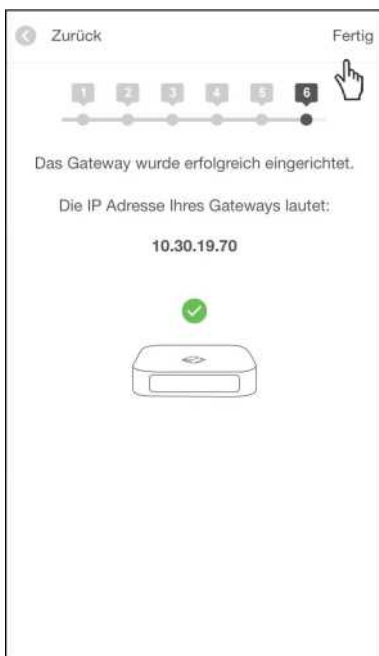 Zurück Fertig
1 2 3 4 5 6
Das Gateway wurde erfolgreich eingerichtet.
Die IP Adresse Ihres Gateways lautet:
10.30.19.70